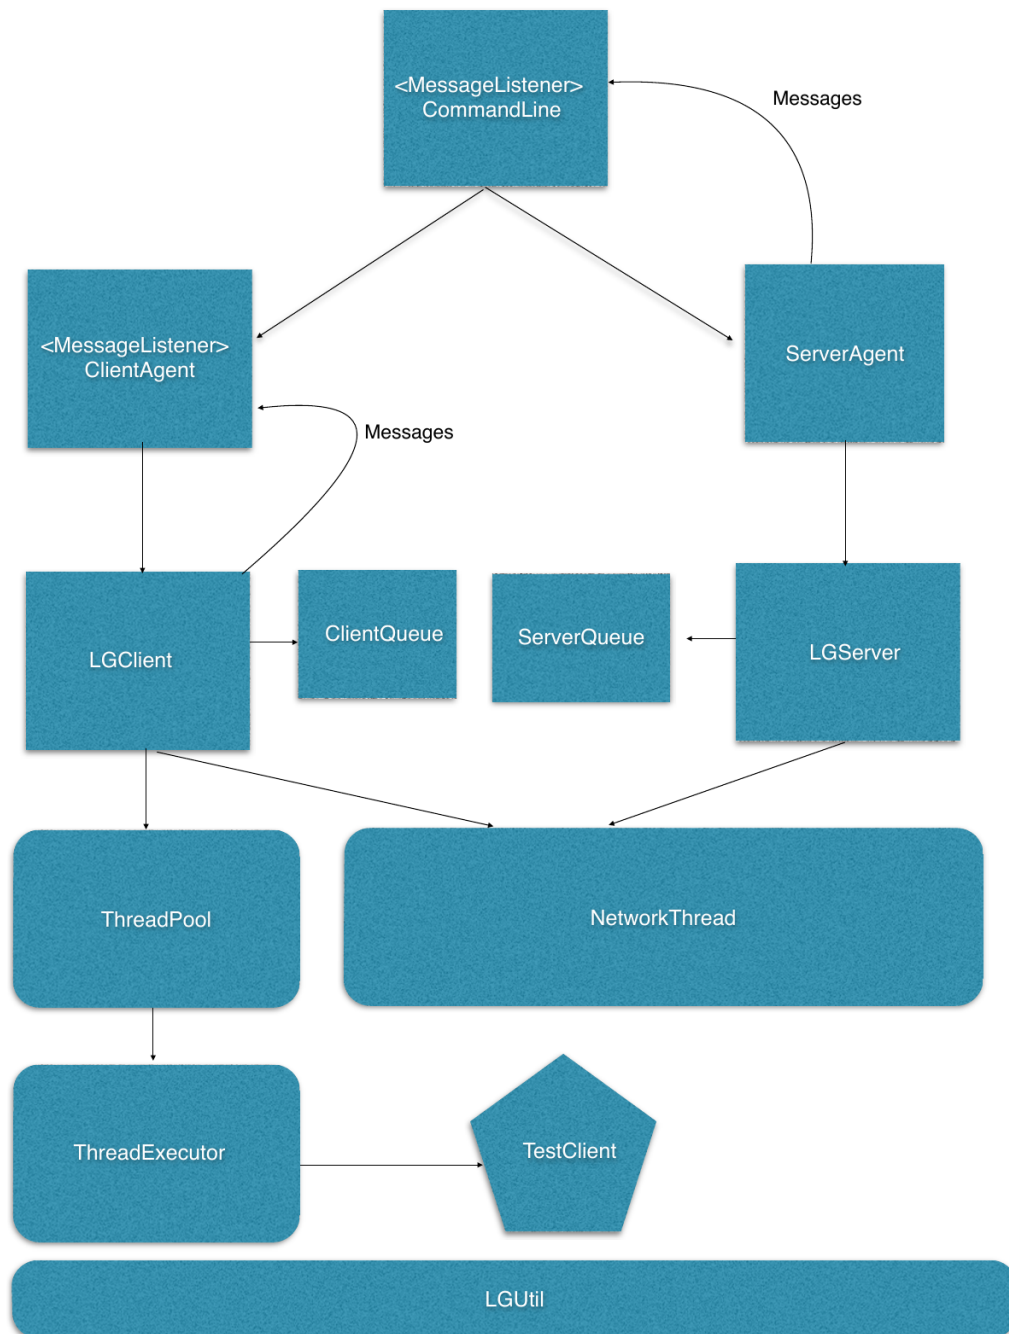 <MessageListener>
CommandLine
Messages
<MessageListener>
ClientAgent
ServerAgent
Messages
LGClient
ClientQueue
ServerQueue
LGServer
ThreadPool
NetworkThread
ThreadExecutor
TestClient
LGUtil